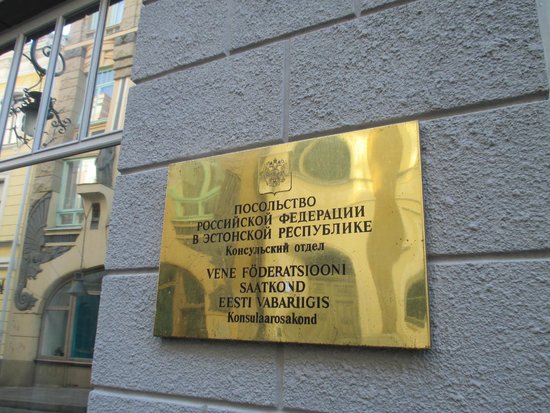 ПОСОЛЬСТВО
РОССИЙСКОЙ ФЕДЕРАЦИИ
В ЭСТОНСКОЙ РЕСПУБЛИКЕ
Консульский отдел
VENE FÖDERATSIOONI
SAATKOND
EESTI VABARIIGIS
Konsulaarosakond